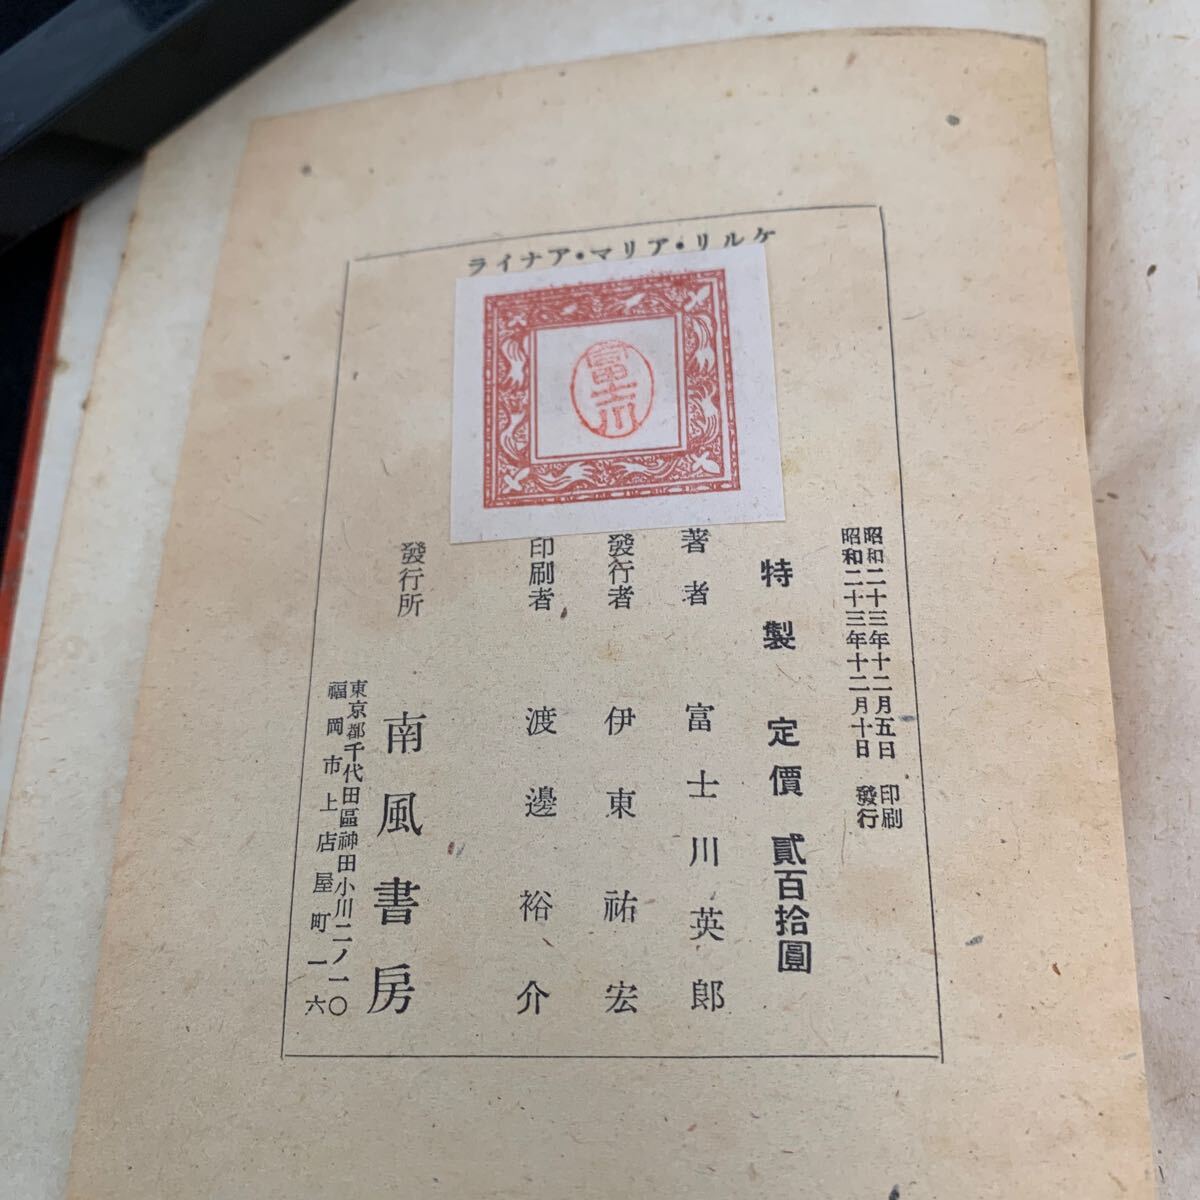 ライナア・マリア・リルケ
富士川
昭和二十三年十二月五日 印刷
昭和二十三年十二月十日 發行
特製 定價 貳百拾圓
著者 富士川英郎
發行者 伊東祐宏
印刷者 渡邊裕介
發行所 南風書房
東京都千代田區神田小川二ノ一〇
福岡市上店屋町一六